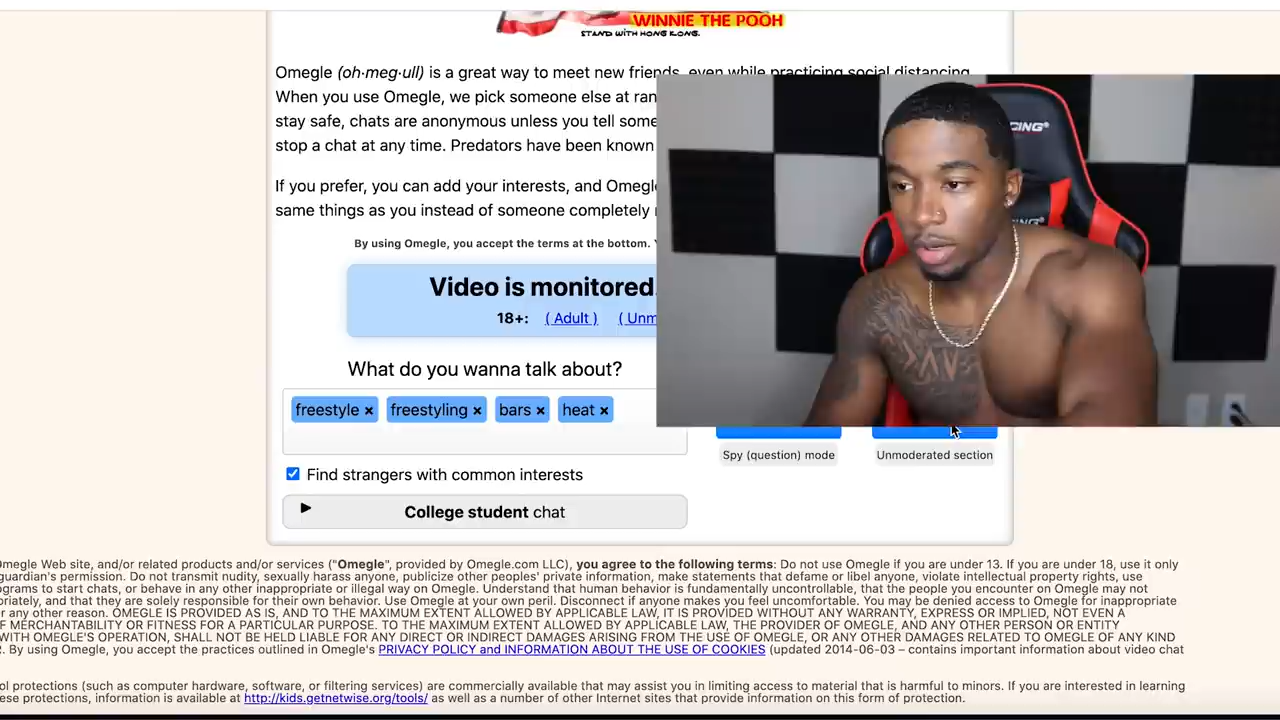 WINNIE THE POOH
STAND WITH HONG KONG.
Omegle (oh·meg·ull) is a great way to meet new friends, even while practicing social distancing.
When you use Omegle, we pick someone else at ran
stay safe, chats are anonymous unless you tell some
stop a chat at any time. Predators have been known
If you prefer, you can add your interests, and Omegle
same things as you instead of someone completely
By using Omegle, you accept the terms at the bottom.
Video is monitored.
18+: ( Adult ) ( Unm
What do you wanna talk about?
freestyle × freestyling × bars × heat ×
Spy (question) mode
Unmoderated section
Find strangers with common interests
College student chat
Omegle Web site, and/or related products and/or services ("Omegle", provided by Omegle.com LLC), you agree to the following terms: Do not use Omegle if you are under 13. If you are under 18, use it only
guardian's permission. Do not transmit nudity, sexually harass anyone, publicize other peoples' private information, make statements that defame or libel anyone, violate intellectual property rights, use
ograms to start chats, or behave in any other inappropriate or illegal way on Omegle. Understand that human behavior is fundamentally uncontrollable, that the people you encounter on Omegle may not
priately, and that they are solely responsible for their own behavior. Use Omegle at your own peril. Disconnect if anyone makes you feel uncomfortable. You may be denied access to Omegle for inappropriate
or any other reason. OMEGLE IS PROVIDED AS IS, AND TO THE MAXIMUM EXTENT ALLOWED BY APPLICABLE LAW, IT IS PROVIDED WITHOUT ANY WARRANTY, EXPRESS OR IMPLIED, NOT EVEN A
F MERCHANTABILITY OR FITNESS FOR A PARTICULAR PURPOSE. TO THE MAXIMUM EXTENT ALLOWED BY APPLICABLE LAW, THE PROVIDER OF OMEGLE, AND ANY OTHER PERSON OR ENTITY
WITH OMEGLE'S OPERATION, SHALL NOT BE HELD LIABLE FOR ANY DIRECT OR INDIRECT DAMAGES ARISING FROM THE USE OF OMEGLE, OR ANY OTHER DAMAGES RELATED TO OMEGLE OF ANY KIND
. By using Omegle, you accept the practices outlined in Omegle's PRIVACY POLICY and INFORMATION ABOUT THE USE OF COOKIES (updated 2014-06-03 – contains important information about video chat
ol protections (such as computer hardware, software, or filtering services) are commercially available that may assist you in limiting access to material that is harmful to minors. If you are interested in learning
ese protections, information is available at http://kids.getnetwise.org/tools/ as well as a number of other Internet sites that provide information on this form of protection.